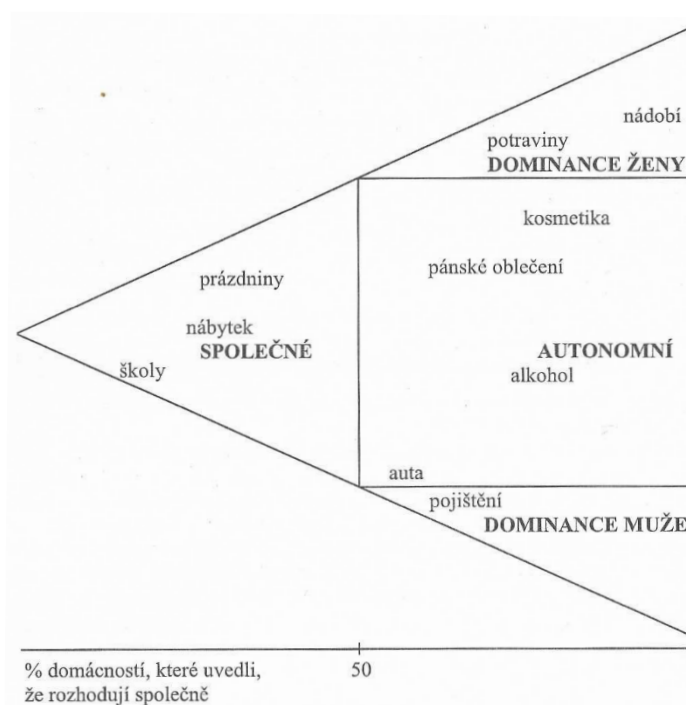 nádobí
potraviny
DOMINANCE ŽENY
kosmetika
pánské oblečení
prázdniny
nábytek
SPOLEČNÉ
AUTONOMNÍ
školy
alkohol
auta
pojištění
DOMINANCE MUŽE
% domácností, které uvedli,
50
že rozhodují společně